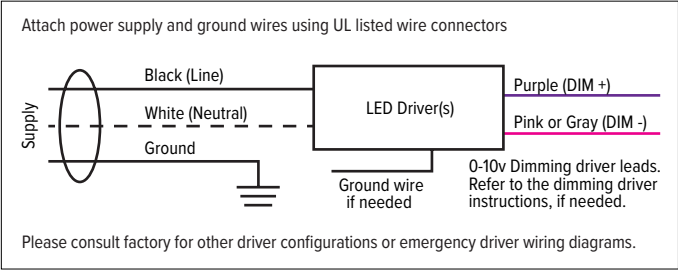 Attach power supply and ground wires using UL listed wire connectors
Supply
Black (Line)
White (Neutral)
Ground
LED Driver(s)
Ground wire
if needed
Purple (DIM +)
Pink or Gray (DIM -)
0-10v Dimming driver leads.
Refer to the dimming driver
instructions, if needed.
Please consult factory for other driver configurations or emergency driver wiring diagrams.